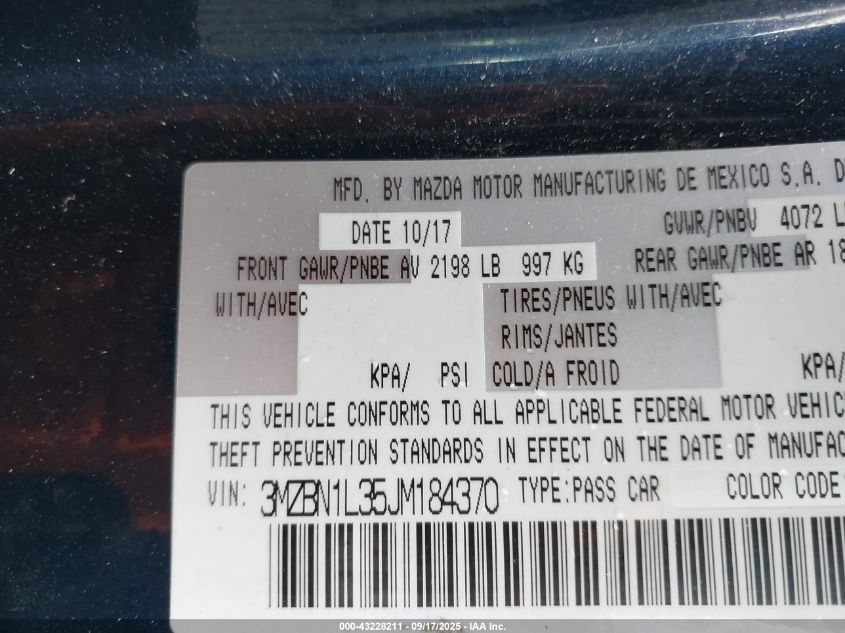 MFD. BY MAZDA MOTOR MANUFACTURING DE MEXICO S.A. D
DATE 10/17 GVWR/PNBV 4072 L
FRONT GAWR/PNBE AV 2198 LB 997 KG REAR GAWR/PNBE AR 18
WITH/AVEC TIRES/PNEUS WITH/AVEC
RIMS/JANTES
KPA/ PSI COLD/A FROID KPA/
THIS VEHICLE CONFORMS TO ALL APPLICABLE FEDERAL MOTOR VEHIC
THEFT PREVENTION STANDARDS IN EFFECT ON THE DATE OF MANUFAC
VIN: 3MZBN1L35JM184370 TYPE:PASS CAR COLOR CODE:
000-43228211 - 09/17/2025 - IAA Inc.